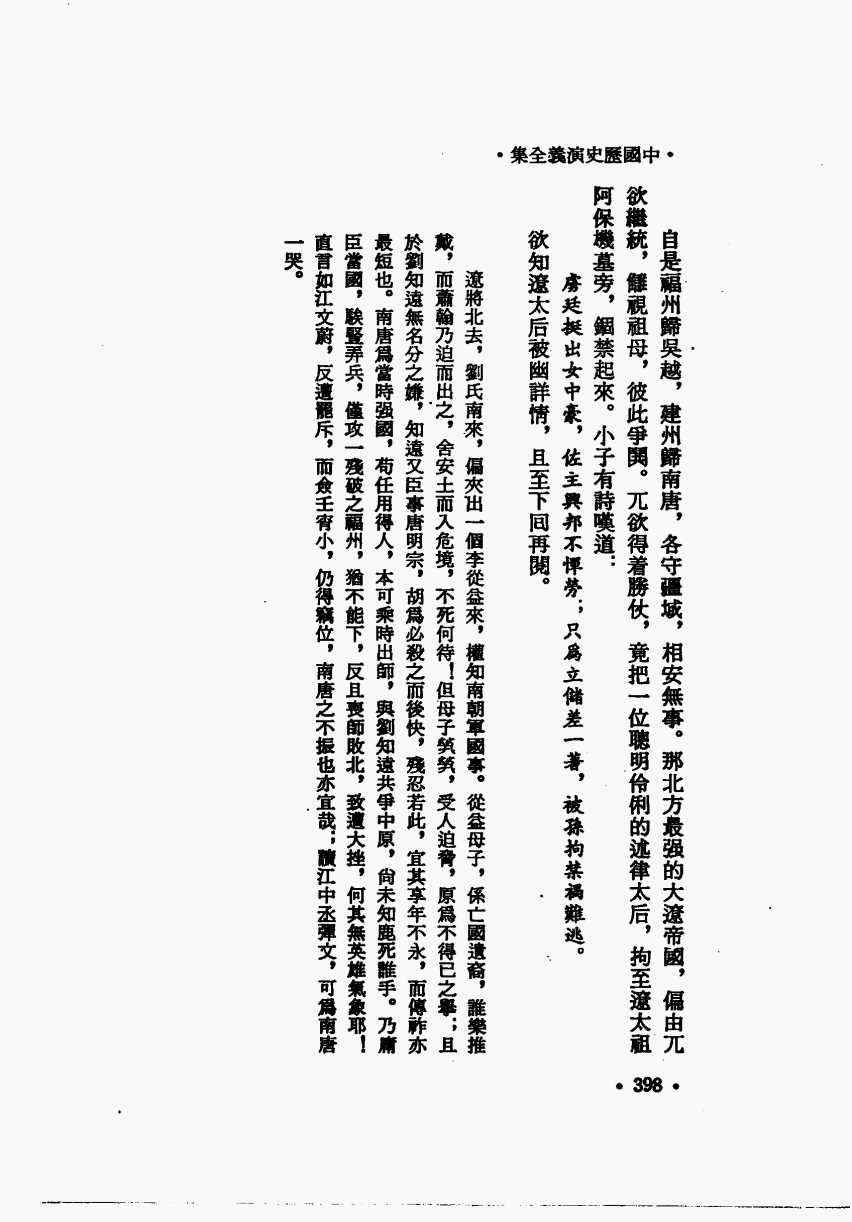 •中國歷史演義全集•
自是福州歸吳越，建州歸南唐，各守疆域，相安無事。那北方最强的大遼帝國，偏由兀
欲繼統，讎視祖母，彼此爭鬨。兀欲得着勝仗，竟把一位聰明伶俐的述律太后，拘至遼太祖
阿保機墓旁，錮禁起來。小子有詩嘆道：
虜廷挺出女中豪，佐主興邦不憚勞；只爲立儲差一著，被孫拘禁禍難逃。
欲知遼太后被幽詳情，且至下回再閱。
遼將北去，劉氏南來，偏夾出一個李從益來，權知南朝軍國事。從益母子，係亡國遺裔，誰樂推
戴，而蕭翰乃迫而出之，舍安土而入危境，不死何待！但母子煢煢，受人迫脅，原爲不得已之舉；且
於劉知遠無名分之嫌，知遠又臣事唐明宗，胡爲必殺之而後快，殘忍若此，宜其享年不永，而傳祚亦
最短也。南唐爲當時强國，苟任用得人，本可乘時出師，與劉知遠共爭中原，尙未知鹿死誰手。乃庸
臣當國，騃豎弄兵，僅攻一殘破之福州，猶不能下，反且喪師敗北，致遭大挫，何其無英雄氣象耶！
直言如江文蔚，反遭罷斥，而僉壬宵小，仍得竊位，南唐之不振也亦宜哉；讀江中丞彈文，可爲南唐
一哭。
•398•